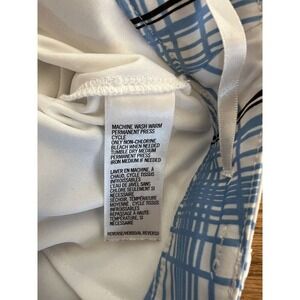 MACHINE WASH WARM
PERMANENT PRESS
CYCLE
ONLY NON-CHLORINE
BLEACH WHEN NEEDED
TUMBLE DRY MEDIUM
PERMANENT PRESS
IRON MEDIUM IF NEEDED
LAVER EN MACHINE, À
CHAUD, CYCLE TISSUS
INFROISSABLES
L'EAU DE JAVEL SANS
CHLORE SEULEMENT SI
NÉCESSAIRE
SÉCHOIR, TEMPÉRATURE
MOYENNE, CYCLE TISSUS
INFROISSABLES
REPASSAGE À TEMPÉRATURE
HAUTE SI
NÉCESSAIRE
REVERSE/